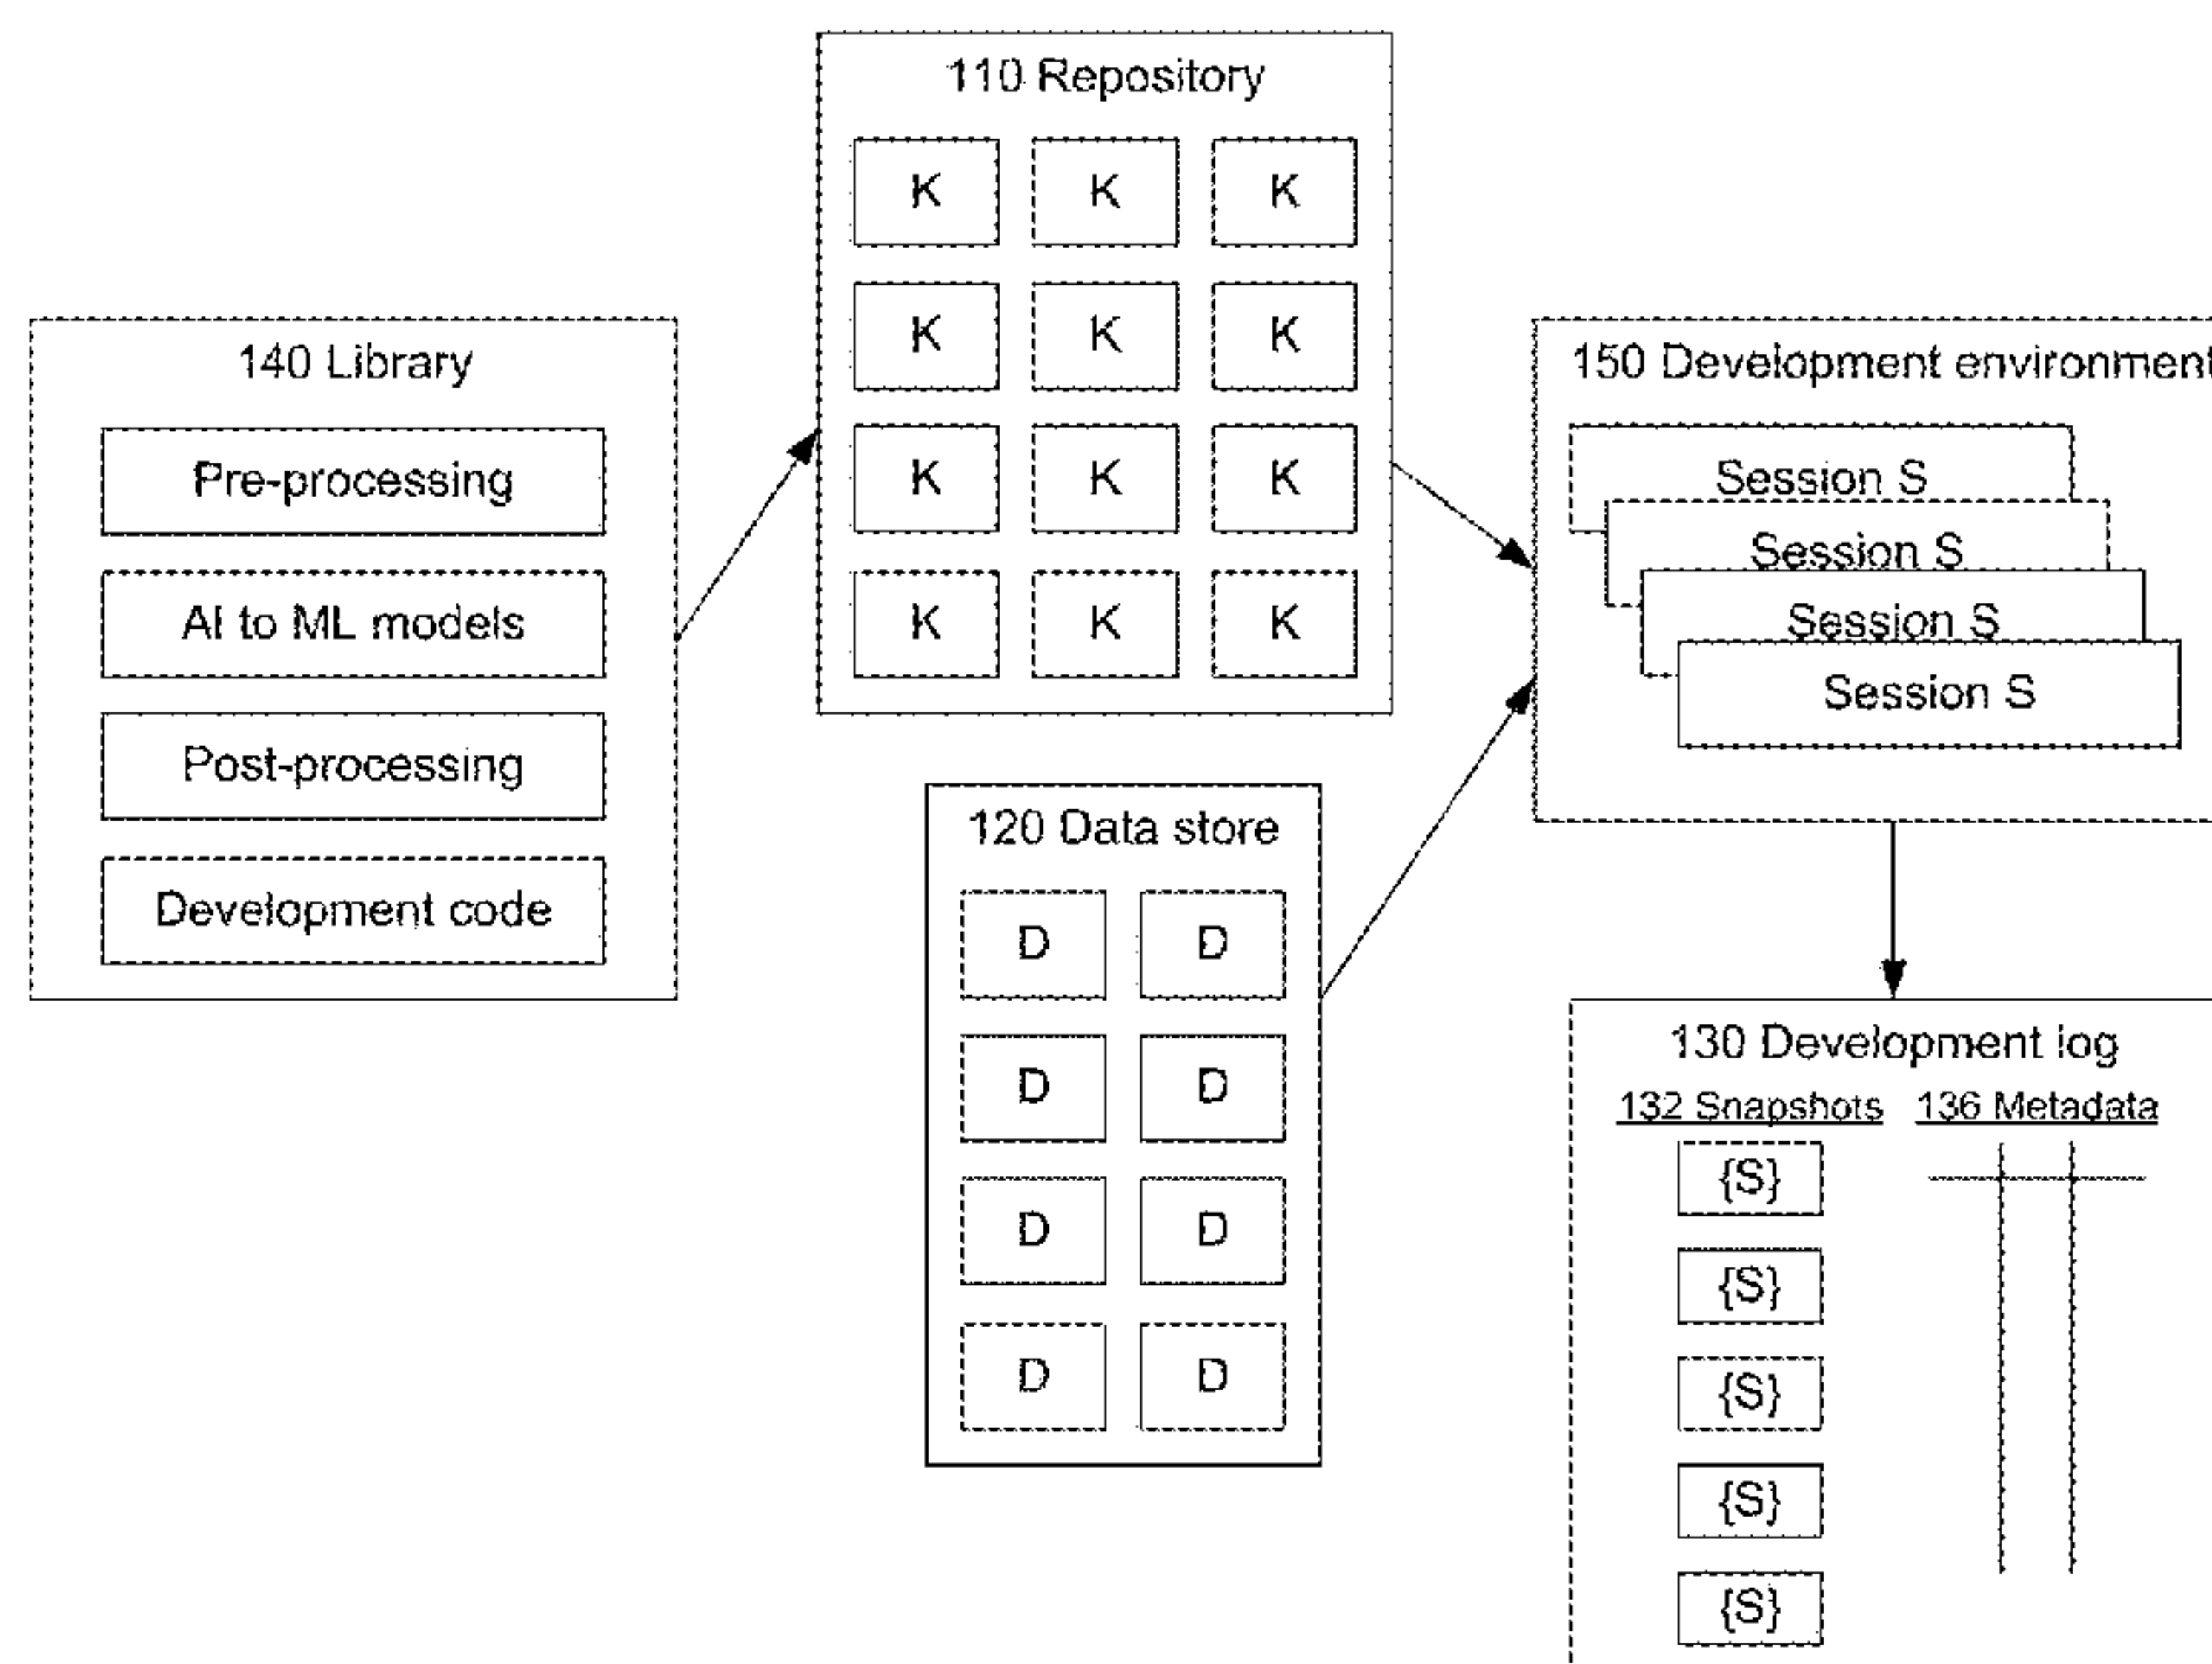 110 Repository
K K K
K K K
K K K
K K K
140 Library
Pre-processing
AI to ML models
Post-processing
Development code
120 Data store
D D
D D
D D
D D
150 Development environment
Session S
Session S
Session S
Session S
130 Development log
132 Snapshots 136 Metadata
{S}
{S}
{S}
{S}
{S}